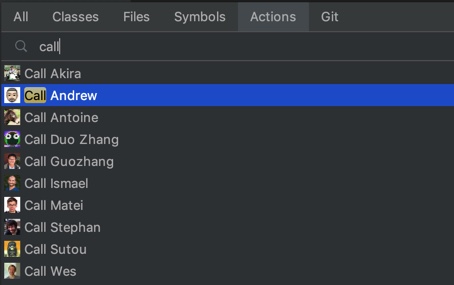 All Classes Files Symbols Actions Git
call
Call Akira
Call Andrew
Call Antoine
Call Duo Zhang
Call Guozhang
Call Ismael
Call Matei
Call Stephan
Call Sutou
Call Wes